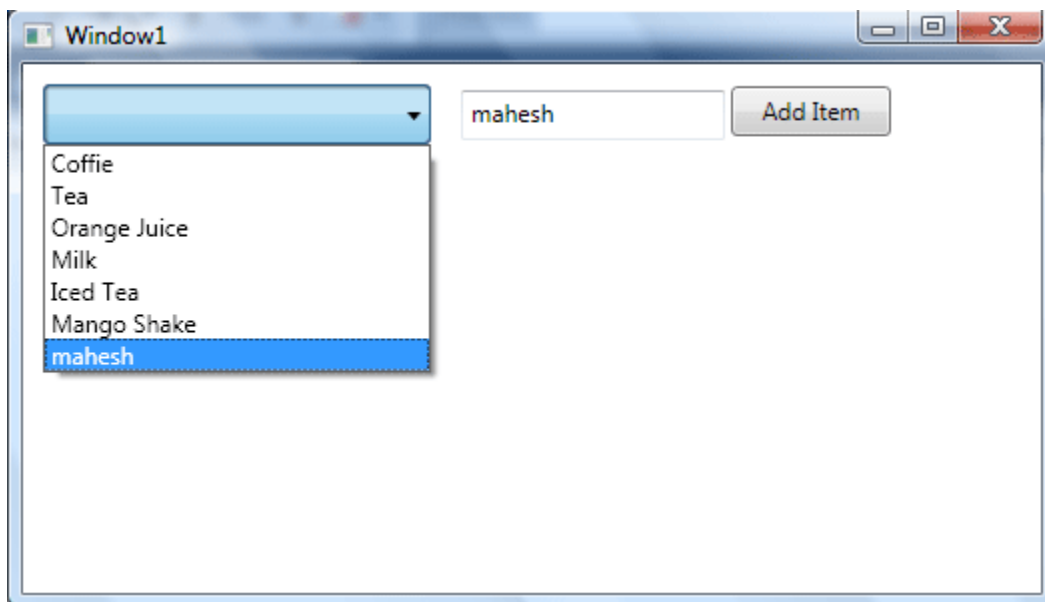 Window1
mahesh
Add Item
Coffie
Tea
Orange Juice
Milk
Iced Tea
Mango Shake
mahesh